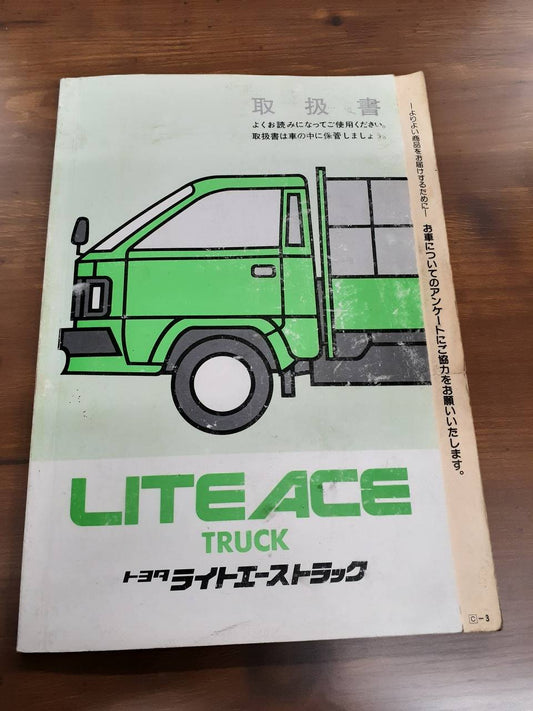 取扱書
よくお読みになってご使用ください。
取扱書は車の中に保管しましょう。
LITEACE
TRUCK
トヨタ ライトエーストラック
―よりよい商品をお届けするために― お車についてのアンケートにご協力をお願いいたします。
C-3